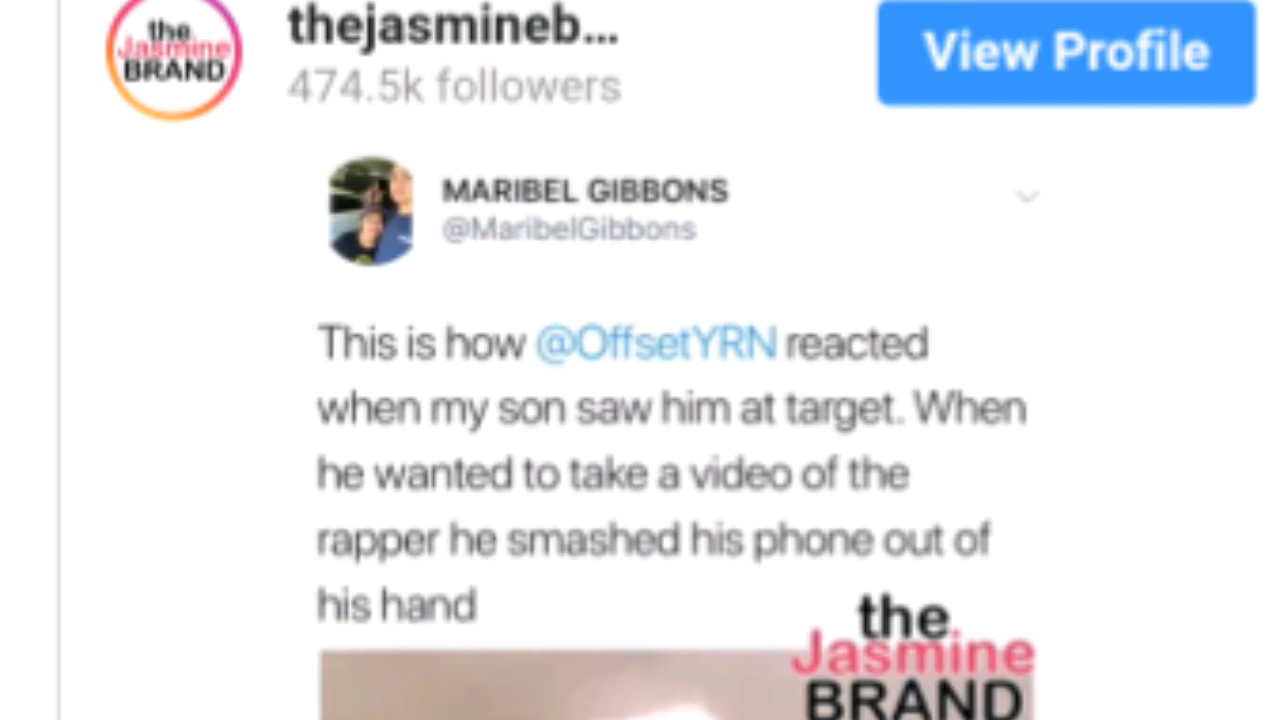 the
Jasmine
BRAND
thejasmineb...
474.5k followers
View Profile
MARIBEL GIBBONS
@MaribelGibbons
This is how @OffsetYRN reacted
when my son saw him at target. When
he wanted to take a video of the
rapper he smashed his phone out of
his hand
the
Jasmine
BRAND